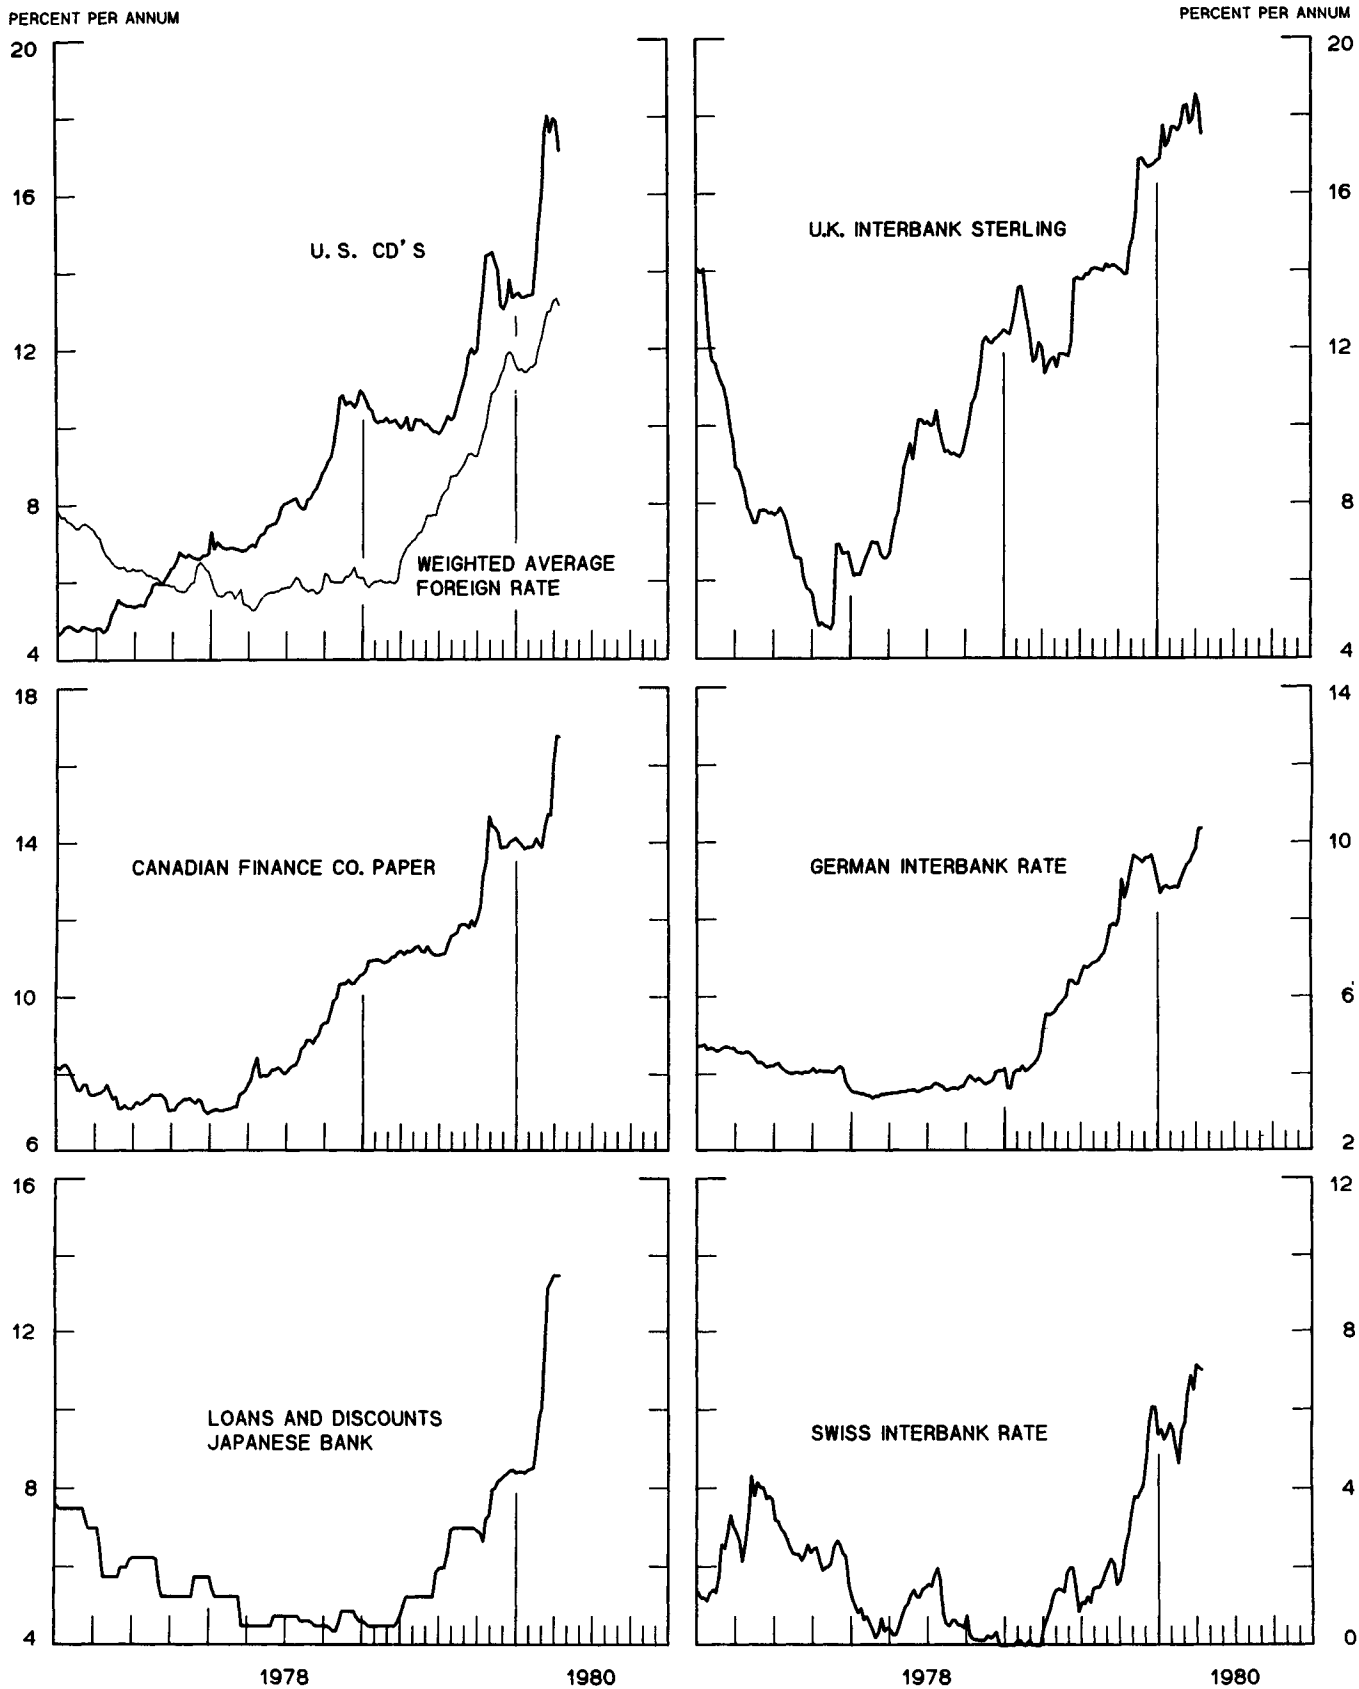 PERCENT PER ANNUM
PERCENT PER ANNUM
20
16
12
8
4
U. S. CD'S
WEIGHTED AVERAGE
FOREIGN RATE
20
16
12
8
4
U.K. INTERBANK STERLING
18
14
10
6
CANADIAN FINANCE CO. PAPER
14
10
6
2
GERMAN INTERBANK RATE
16
12
8
4
LOANS AND DISCOUNTS
JAPANESE BANK
12
8
4
0
SWISS INTERBANK RATE
1978
1980
1978
1980